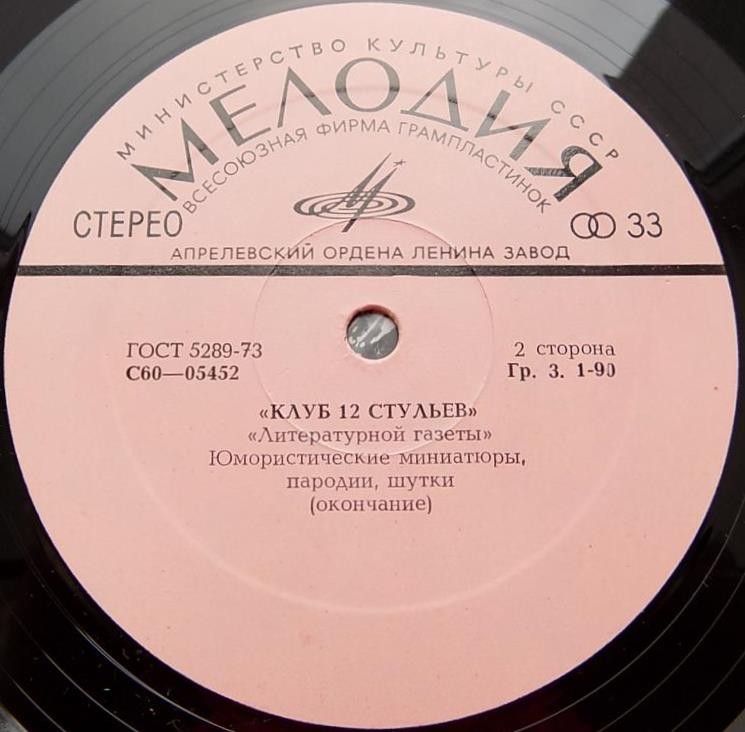 МИНИСТЕРСТВО КУЛЬТУРЫ СССР
МЕЛОДИЯ
ВСЕСОЮЗНАЯ ФИРМА ГРАМПЛАСТИНОК
СТЕРЕО
33
АПРЕЛЕВСКИЙ ОРДЕНА ЛЕНИНА ЗАВОД
ГОСТ 5289-73
2 сторона
С60—05452
Гр. 3. 1-90
«КЛУБ 12 СТУЛЬЕВ»
«Литературной газеты»
Юмористические миниатюры,
пародии, шутки
(окончание)